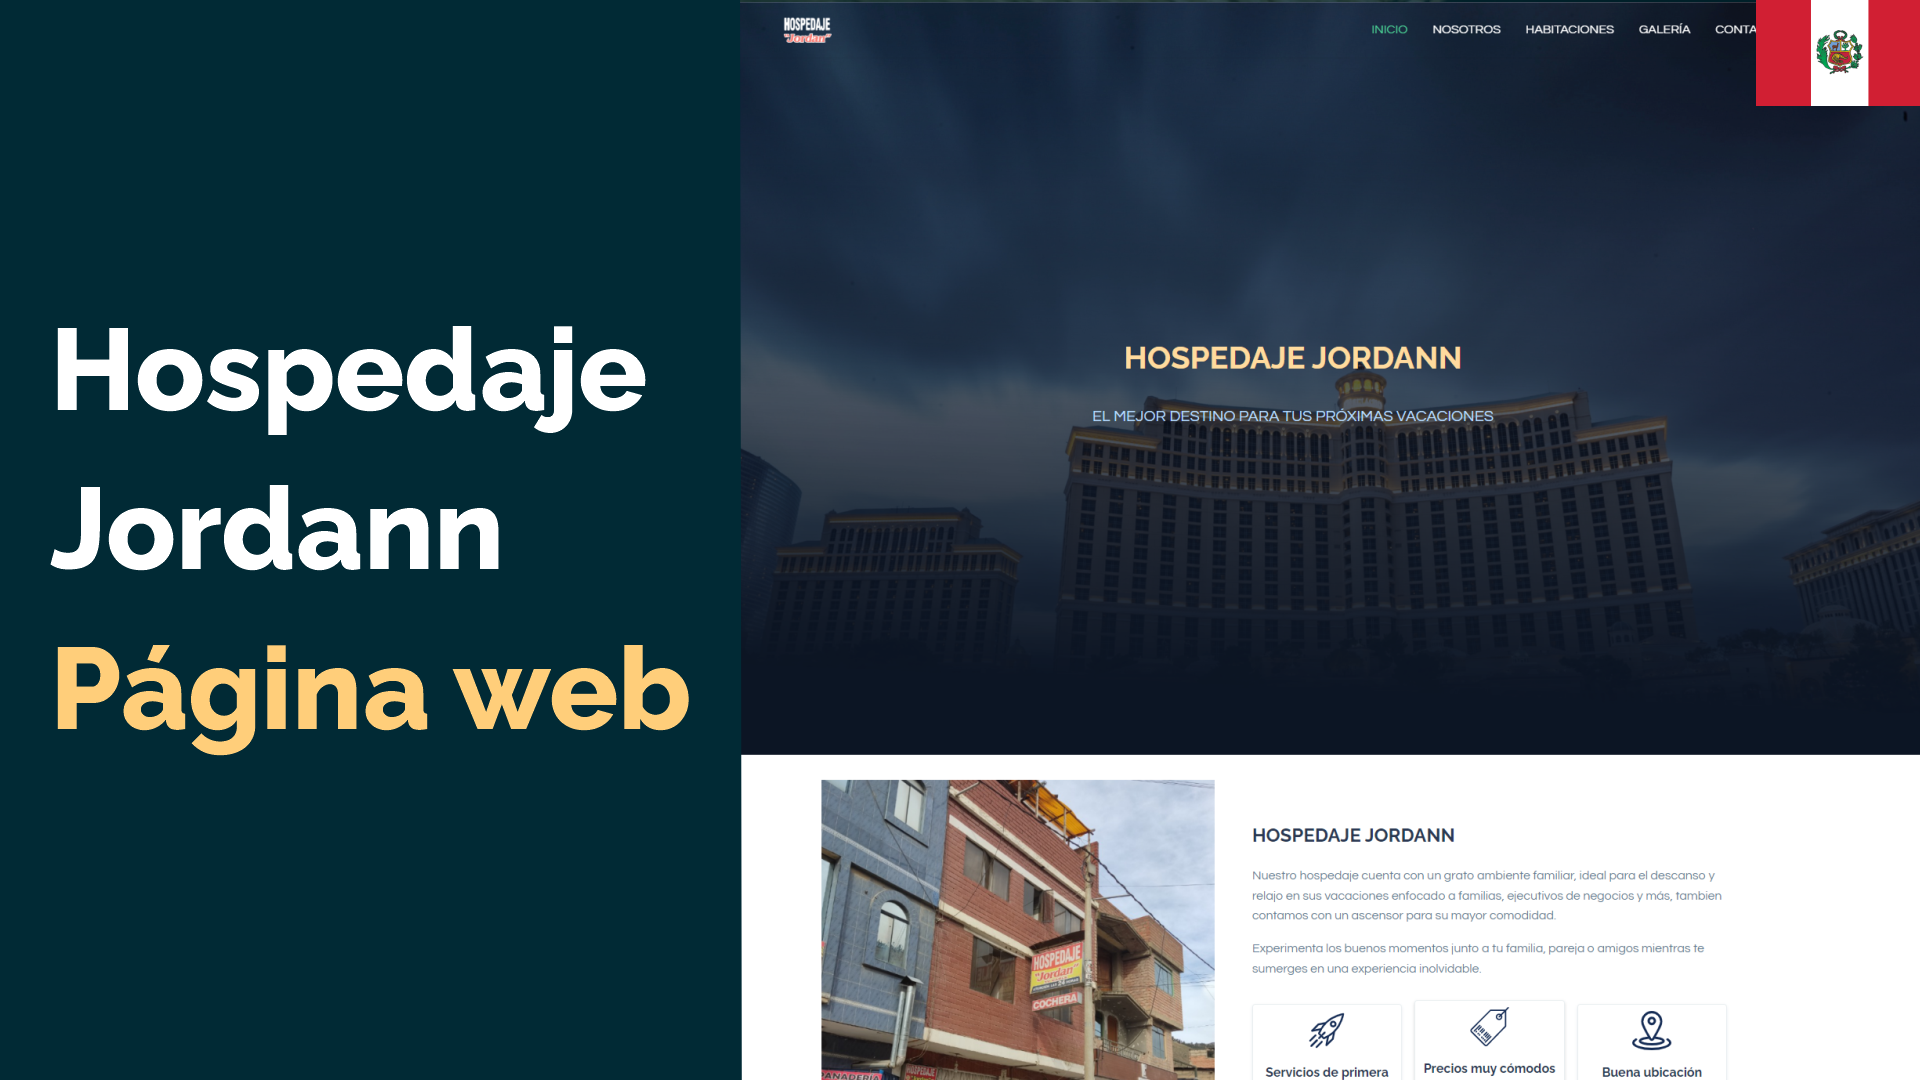 Hospedaje
Jordann
Página web
HOSPEDAJE
"Jordan"
INICIO NOSOTROS HABITACIONES GALERÍA CONTA
HOSPEDAJE JORDANN
EL MEJOR DESTINO PARA TUS PRÓXIMAS VACACIONES
HOSPEDAJE
"Jordan"
24
COCHERA
PANADERIA
HOSPEDAJE
HOSPEDAJE JORDANN
Nuestro hospedaje cuenta con un grato ambiente familiar, ideal para el descanso y
relajo en sus vacaciones enfocado a familias, ejecutivos de negocios y más, tambien
contamos con un ascensor para su mayor comodidad.
Experimenta los buenos momentos junto a tu familia, pareja o amigos mientras te
sumerges en una experiencia inolvidable.
Servicios de primera
Precios muy cómodos
Buena ubicación